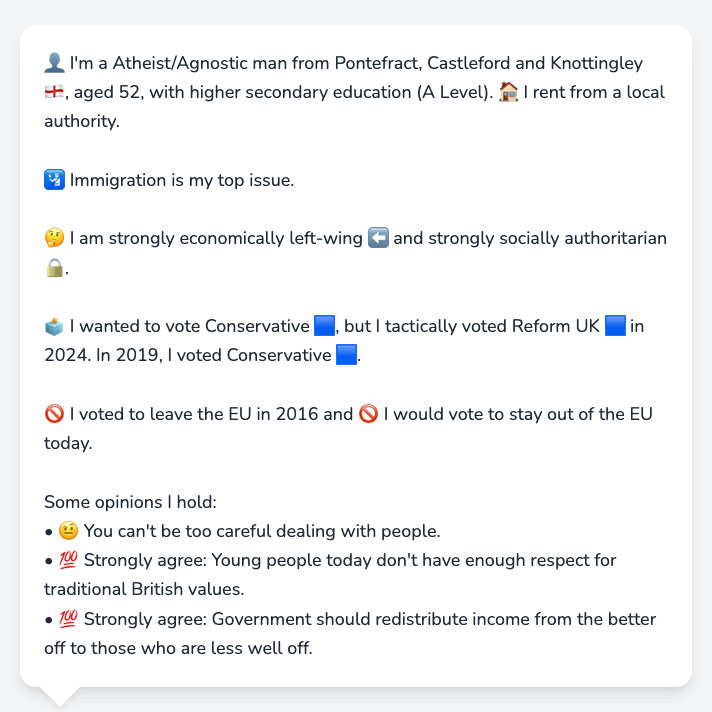 👤 I'm a Atheist/Agnostic man from Pontefract, Castleford and Knottingley
🏴󠁧󠁢󠁥󠁮󠁧󠁿, aged 52, with higher secondary education (A Level). 🏠 I rent from a local
authority.
🛂 Immigration is my top issue.
🤔 I am strongly economically left-wing ⬅️ and strongly socially authoritarian
🔒.
🗳️ I wanted to vote Conservative 🟦, but I tactically voted Reform UK 🟦 in
2024. In 2019, I voted Conservative 🟦.
🚫 I voted to leave the EU in 2016 and 🚫 I would vote to stay out of the EU
today.
Some opinions I hold:
• 🤨 You can't be too careful dealing with people.
• 💯 Strongly agree: Young people today don't have enough respect for
traditional British values.
• 💯 Strongly agree: Government should redistribute income from the better
off to those who are less well off.